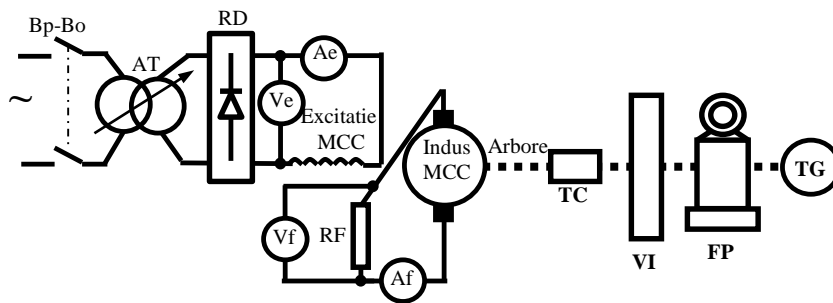 Bp-Bo
RD
AT
Ae
Ve
~
Excitatie
MCC
Indus
MCC
Arbore
TC
TG
Vf
RF
Af
VI
FP